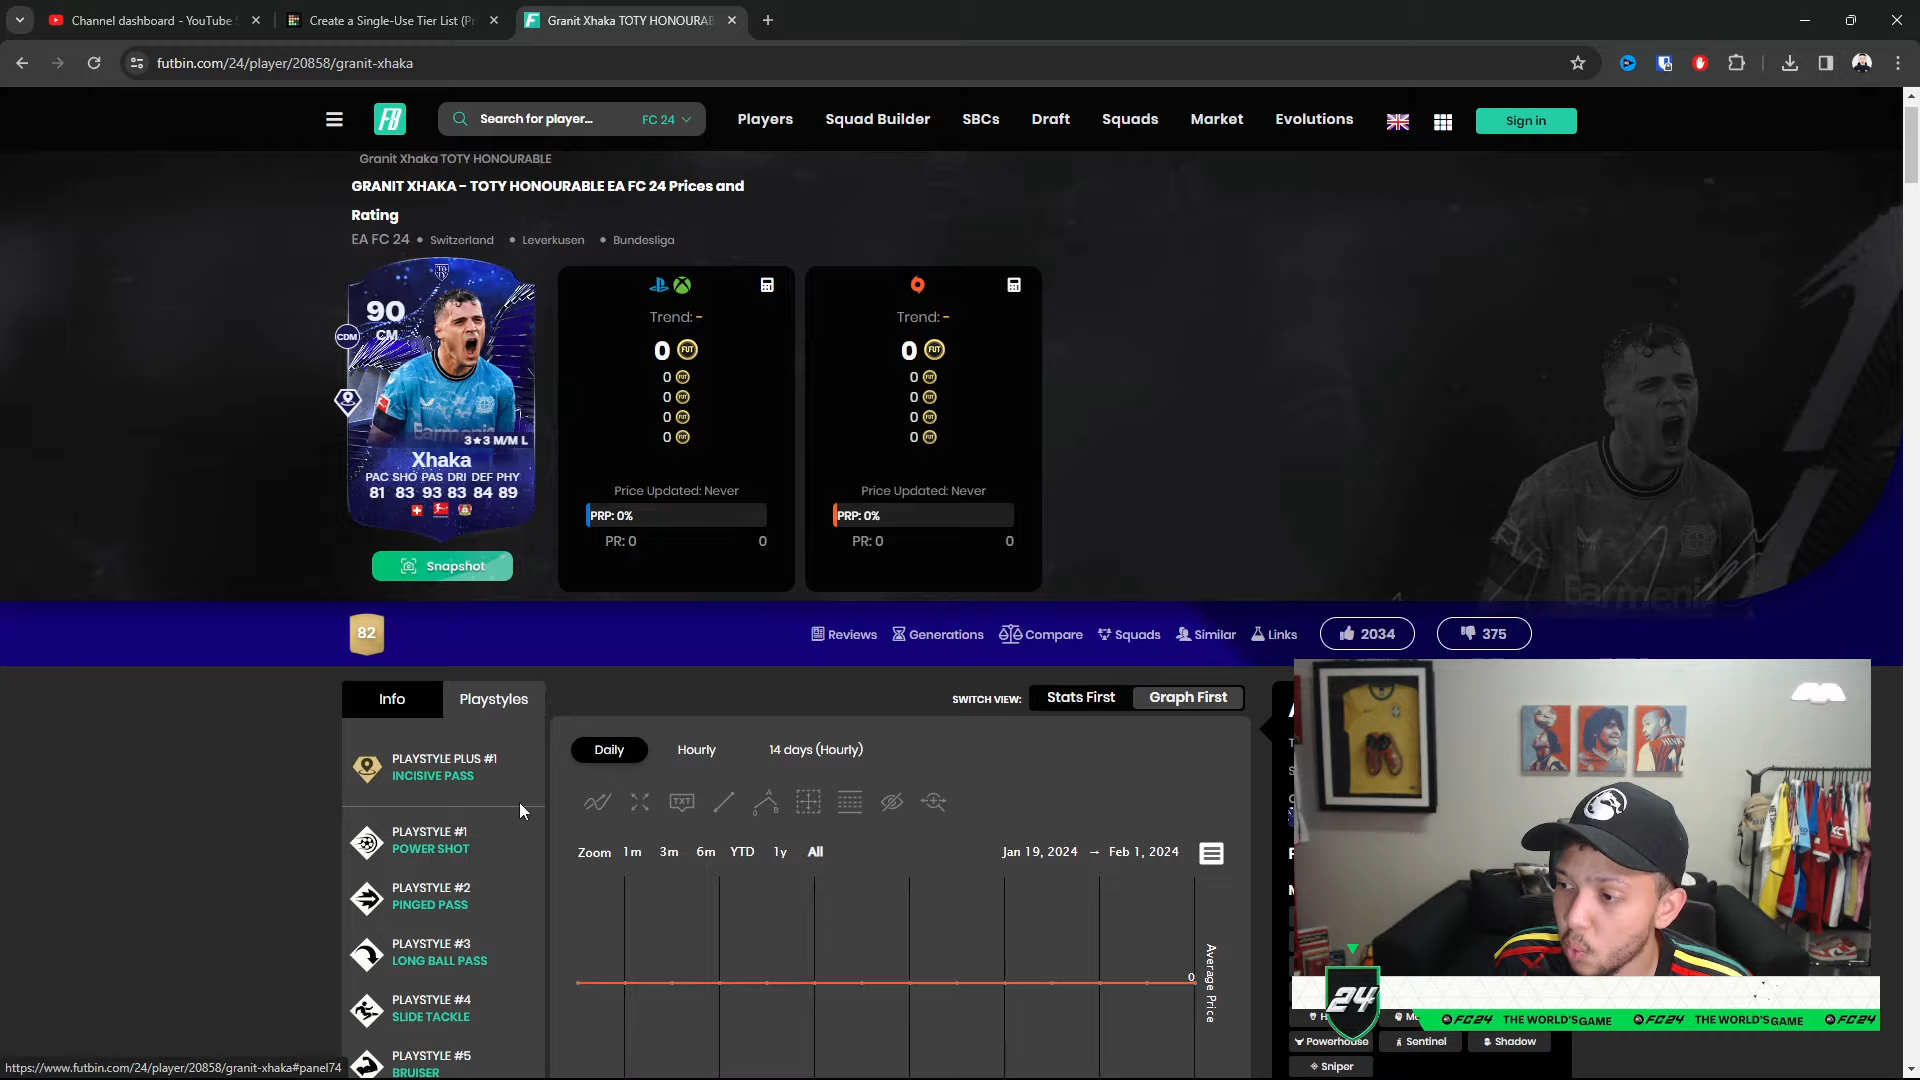 Channel dashboard - YouTube
Create a Single-Use Tier List (Pr
Granit Xhaka TOTY HONOURAB
futbin.com/24/player/20858/granit-xhaka
Search for player...
FC 24
Players
Squad Builder
SBCs
Draft
Squads
Market
Evolutions
Sign in
Granit Xhaka TOTY HONOURABLE
GRANIT XHAKA - TOTY HONOURABLE EA FC 24 Prices and
Rating
EA FC 24 • Switzerland • Leverkusen • Bundesliga
90
CM
CDM
3★3 M/M L
Xhaka
PAC SHO PAS DRI DEF PHY
81 83 93 83 84 89
Snapshot
Trend: -
0
0
0
0
0
Price Updated: Never
PRP: 0%
PR: 0
0
Trend: -
0
0
0
0
0
Price Updated: Never
PRP: 0%
PR: 0
0
82
Reviews
Generations
Compare
Squads
Similar
Links
2034
375
Info
Playstyles
SWITCH VIEW:
Stats First
Graph First
PLAYSTYLE PLUS #1
INCISIVE PASS
PLAYSTYLE #1
POWER SHOT
PLAYSTYLE #2
PINGED PASS
PLAYSTYLE #3
LONG BALL PASS
PLAYSTYLE #4
SLIDE TACKLE
PLAYSTYLE #5
BRUISER
Daily
Hourly
14 days (Hourly)
TXT
Zoom 1m 3m 6m YTD 1y All
Jan 19, 2024 → Feb 1, 2024
0
Average Price
24
FC24 THE WORLD'S GAME FC24 THE WORLD'S GAME FC24
Powerhouse
Sentinel
Shadow
Sniper
https://www.futbin.com/24/player/20858/granit-xhaka#panel74